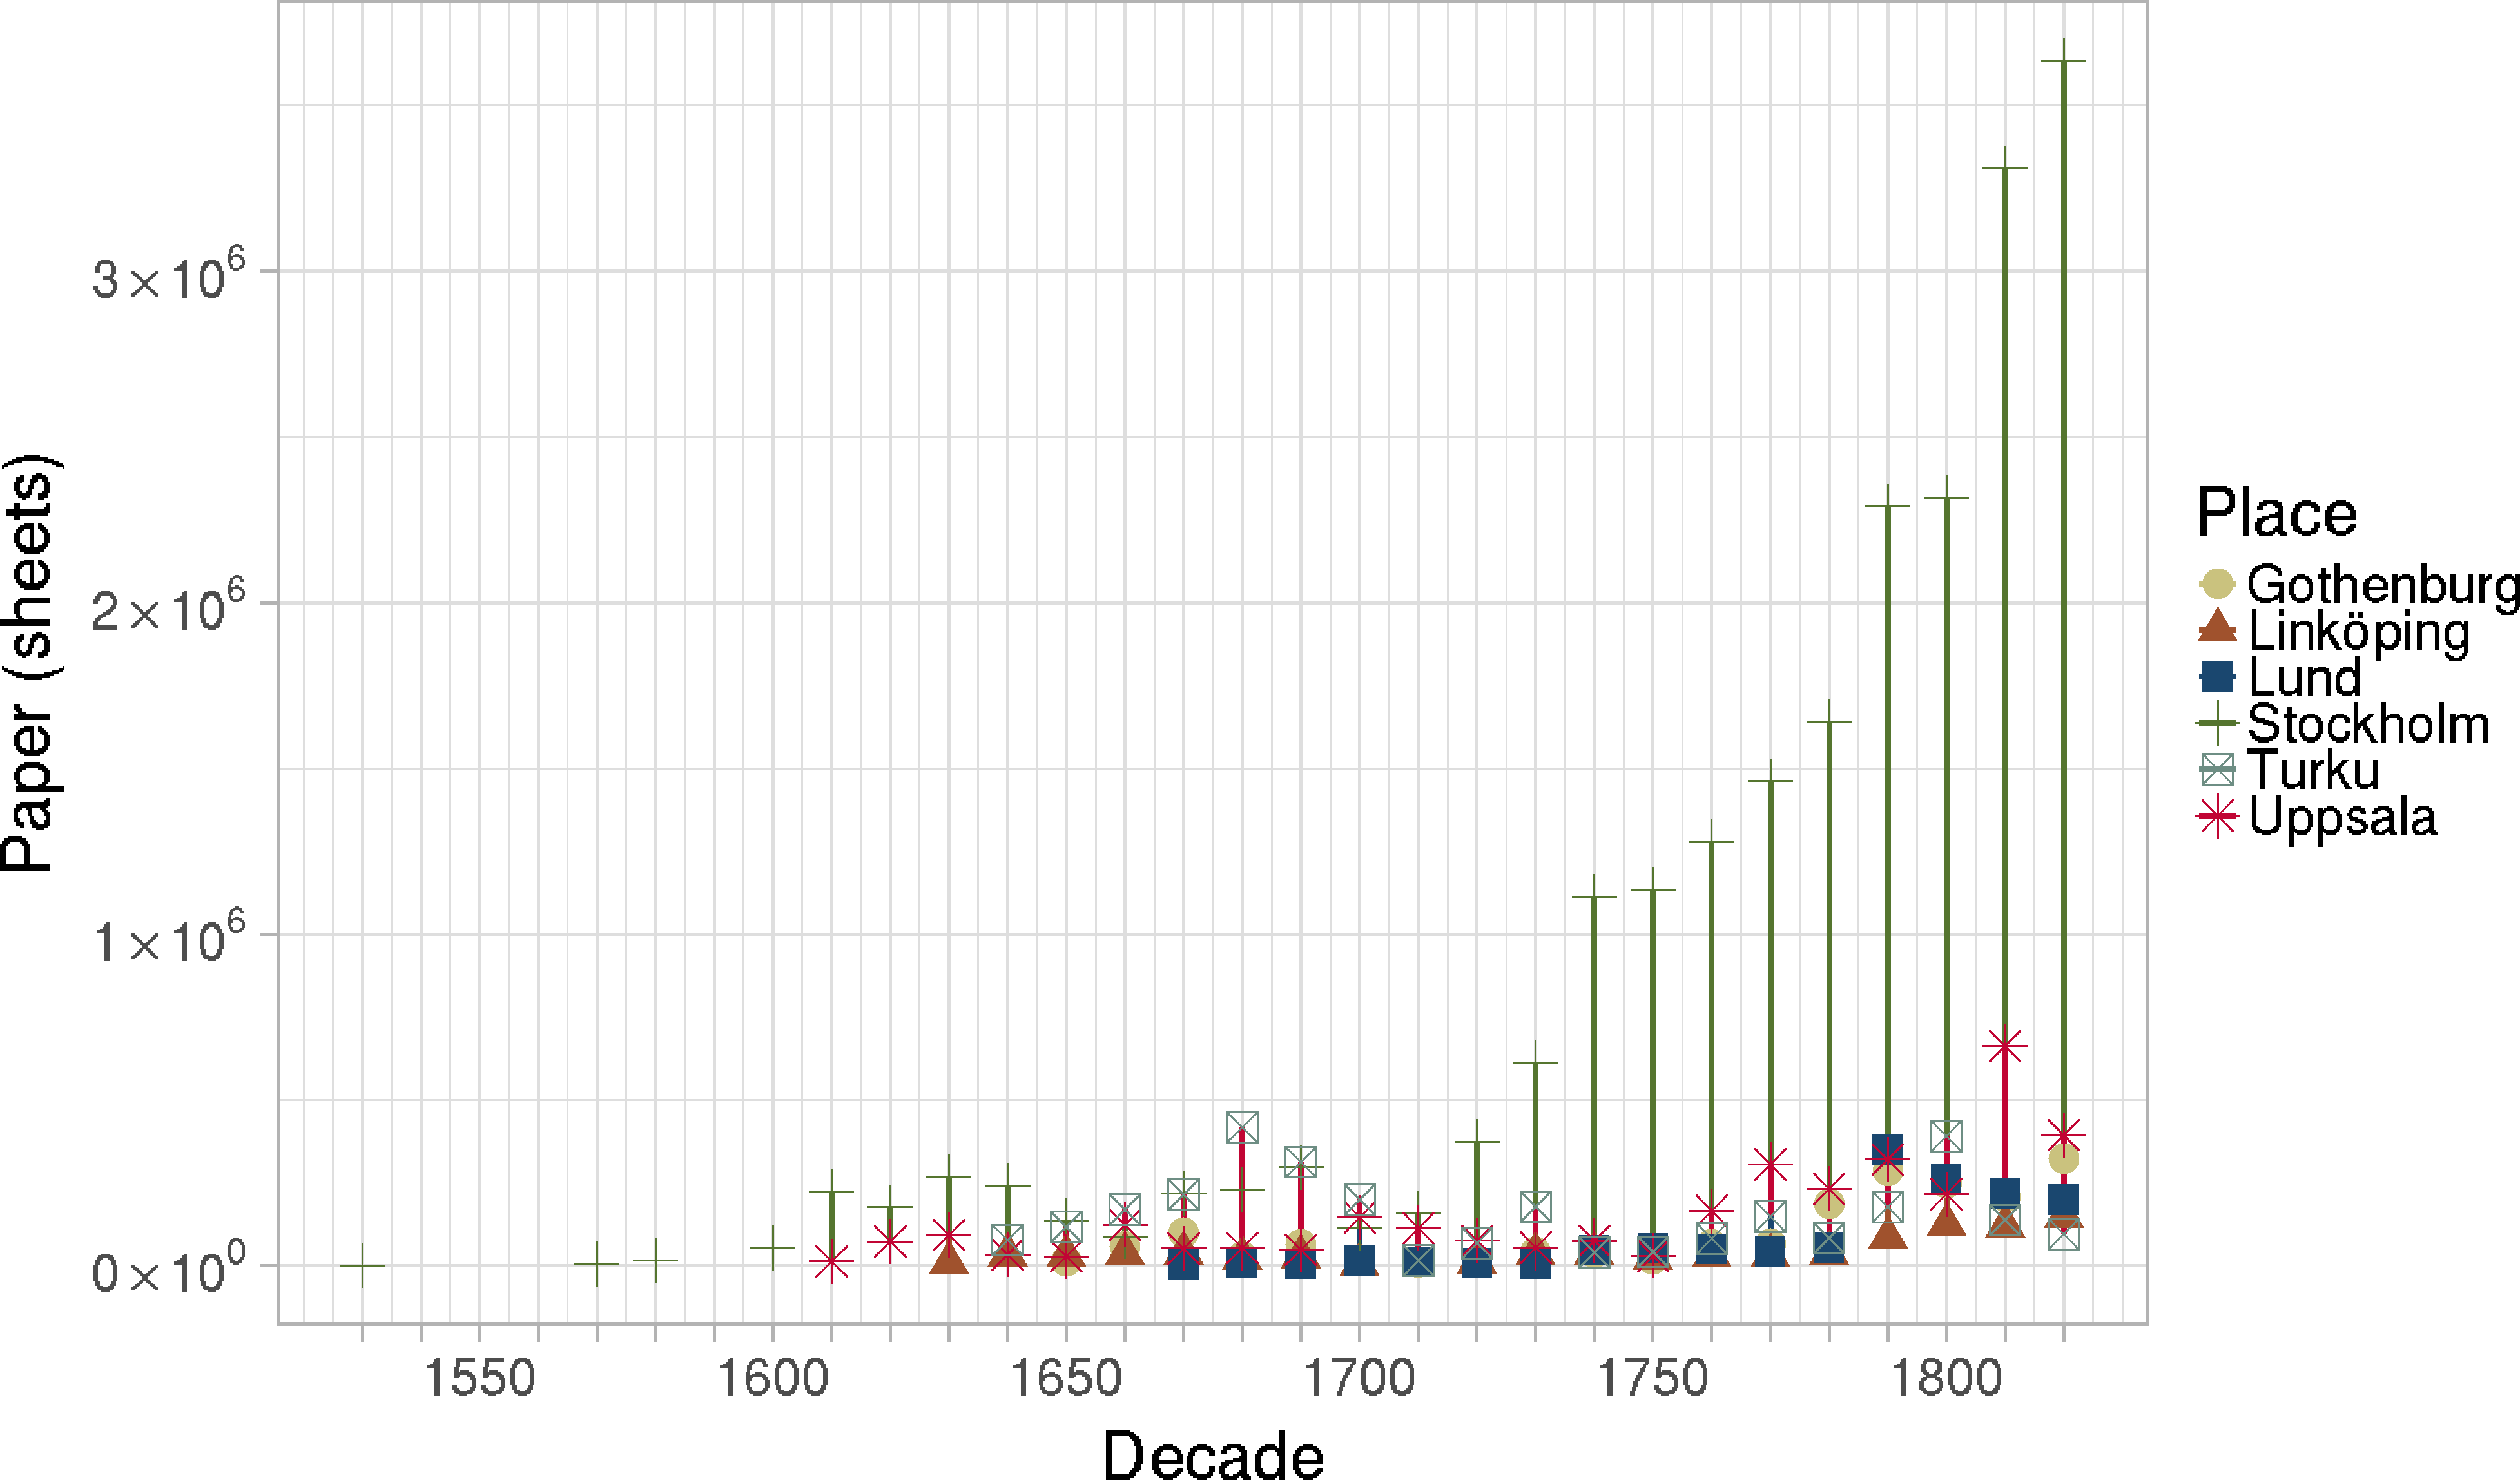 Paper (sheets)
3×10⁶
2×10⁶
1×10⁶
0×10⁰
1550 1600 1650 1700 1750 1800
Decade
Place
Gothenburg
Linköping
Lund
Stockholm
Turku
Uppsala